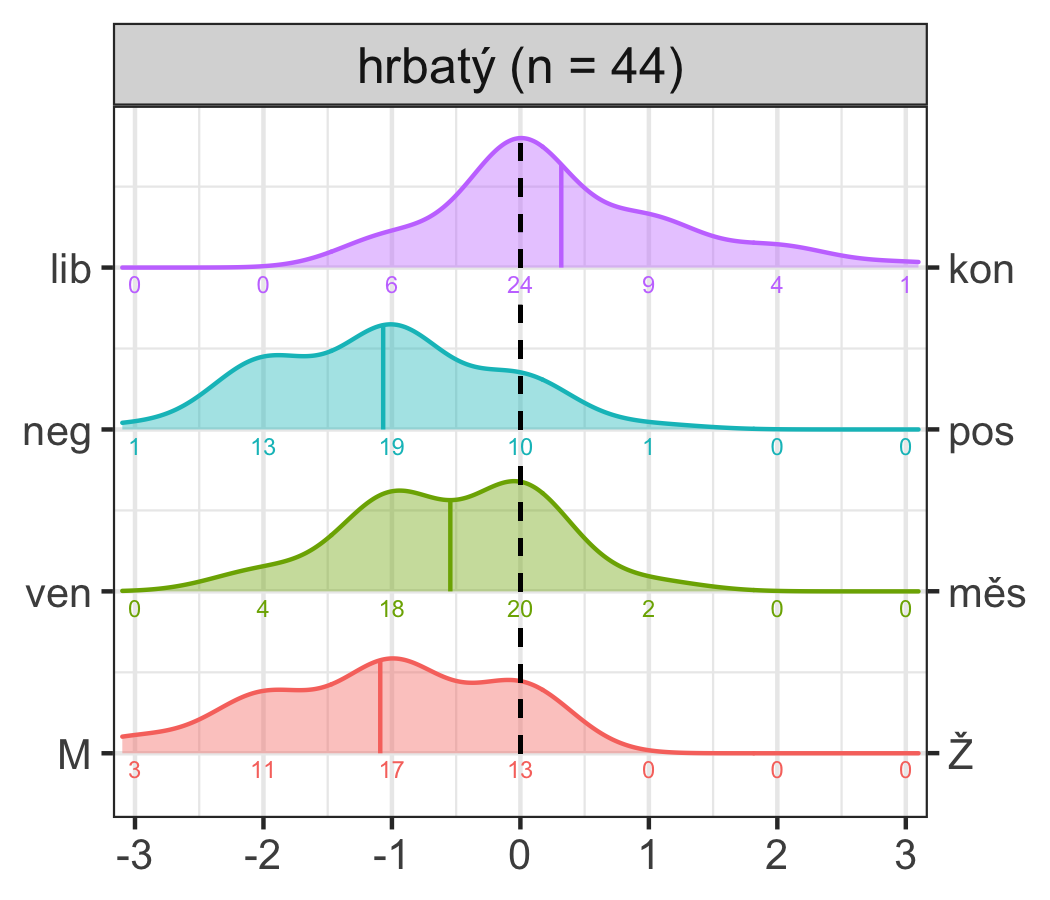 hrbatý (n = 44)
lib kon
0 0 6 24 9 4 1
neg pos
1 13 19 10 1 0 0
ven měs
0 4 18 20 2 0 0
M Ž
3 11 17 13 0 0 0
-3 -2 -1 0 1 2 3